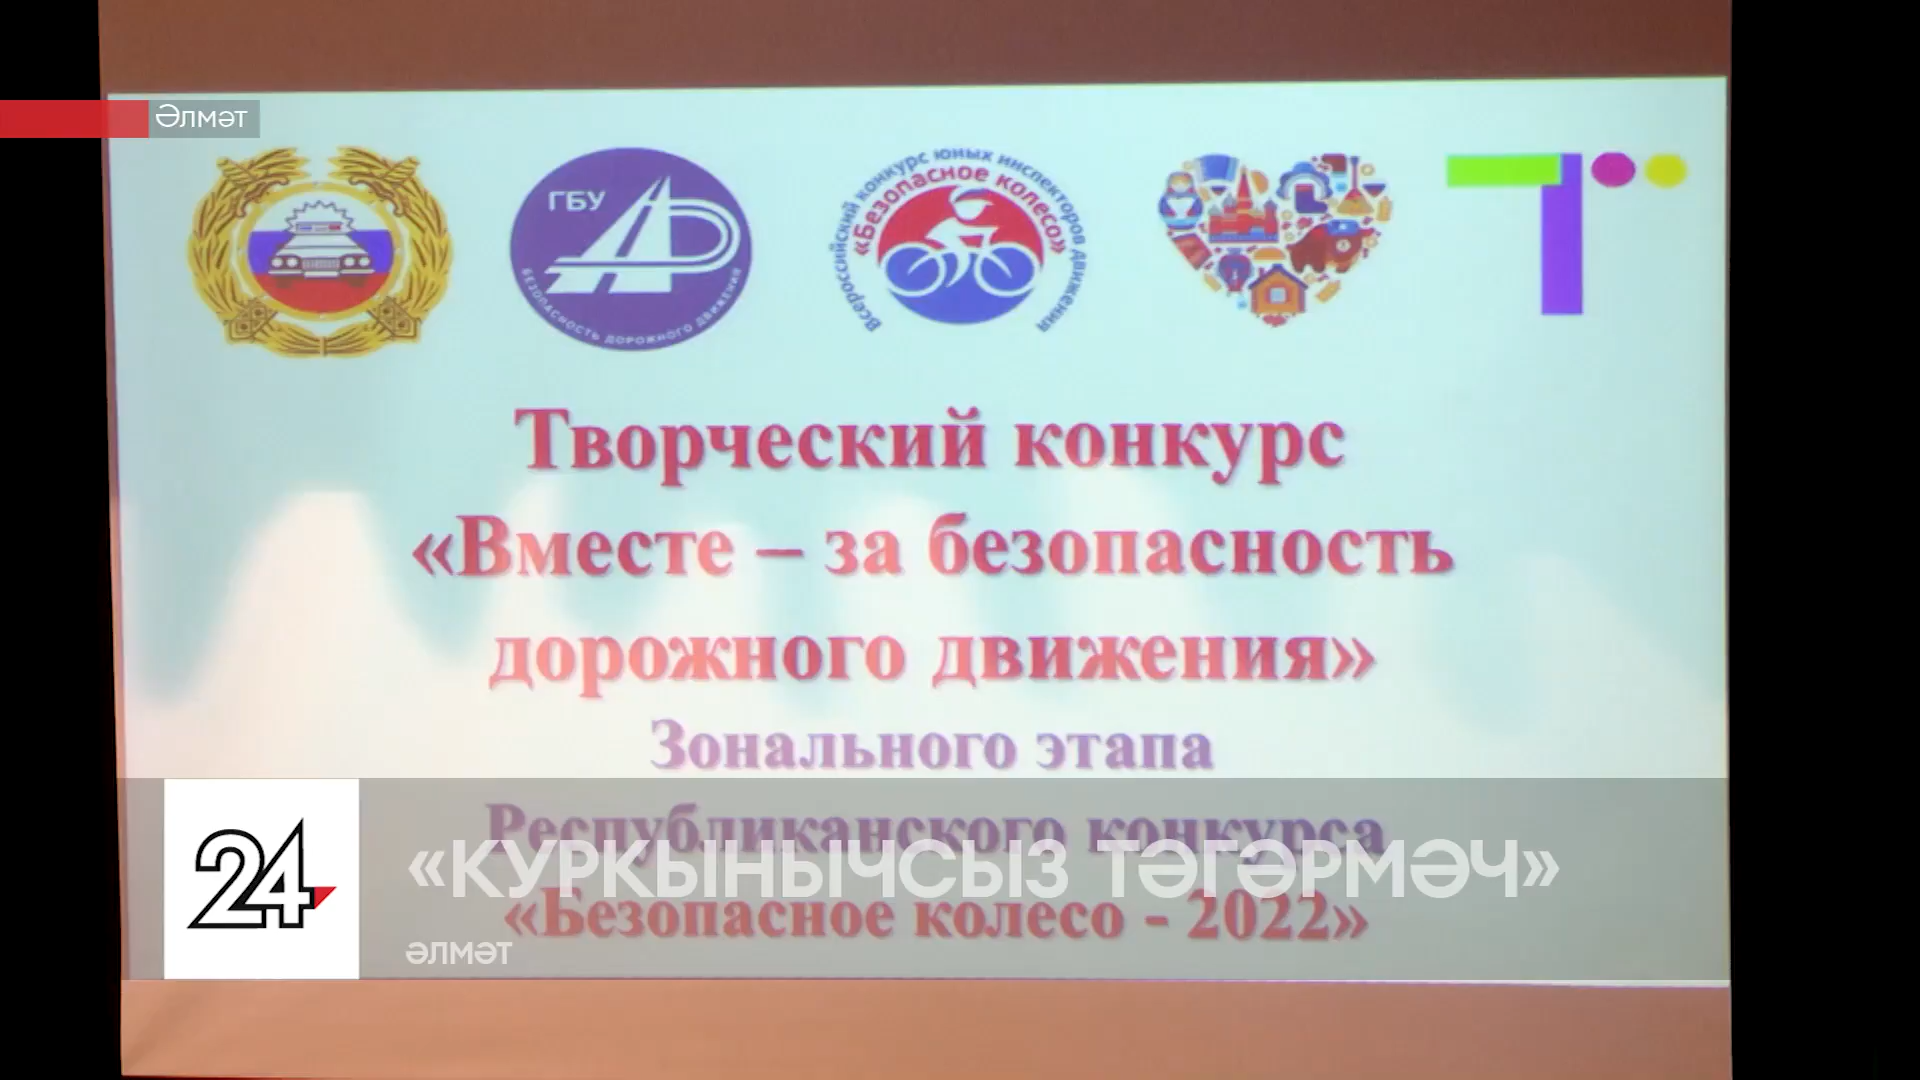 Әлмәт
ГБУ
БЕЗОПАСНОСТЬ ДОРОЖНОГО ДВИЖЕНИЯ
Всероссийский конкурс юных инспекторов движения
«Безопасное колесо»
Творческий конкурс
«Вместе – за безопасность
дорожного движения»
Зонального этапа
Республиканского конкурса
«Безопасное колесо - 2022»
24
«КУРКЫНЫЧСЫЗ ТӘГӘРМӘЧ»
ӘЛМӘТ